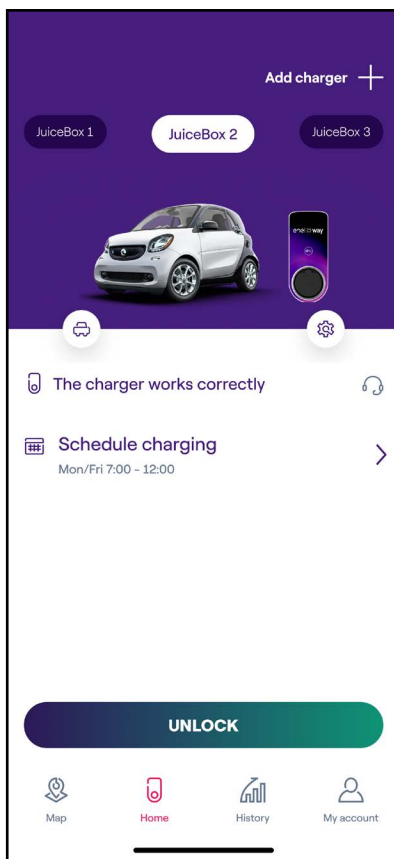 Add charger
JuiceBox 1
JuiceBox 2
JuiceBox 3
enel x way
The charger works correctly
Schedule charging
Mon/Fri 7:00 - 12:00
UNLOCK
Map
Home
History
My account